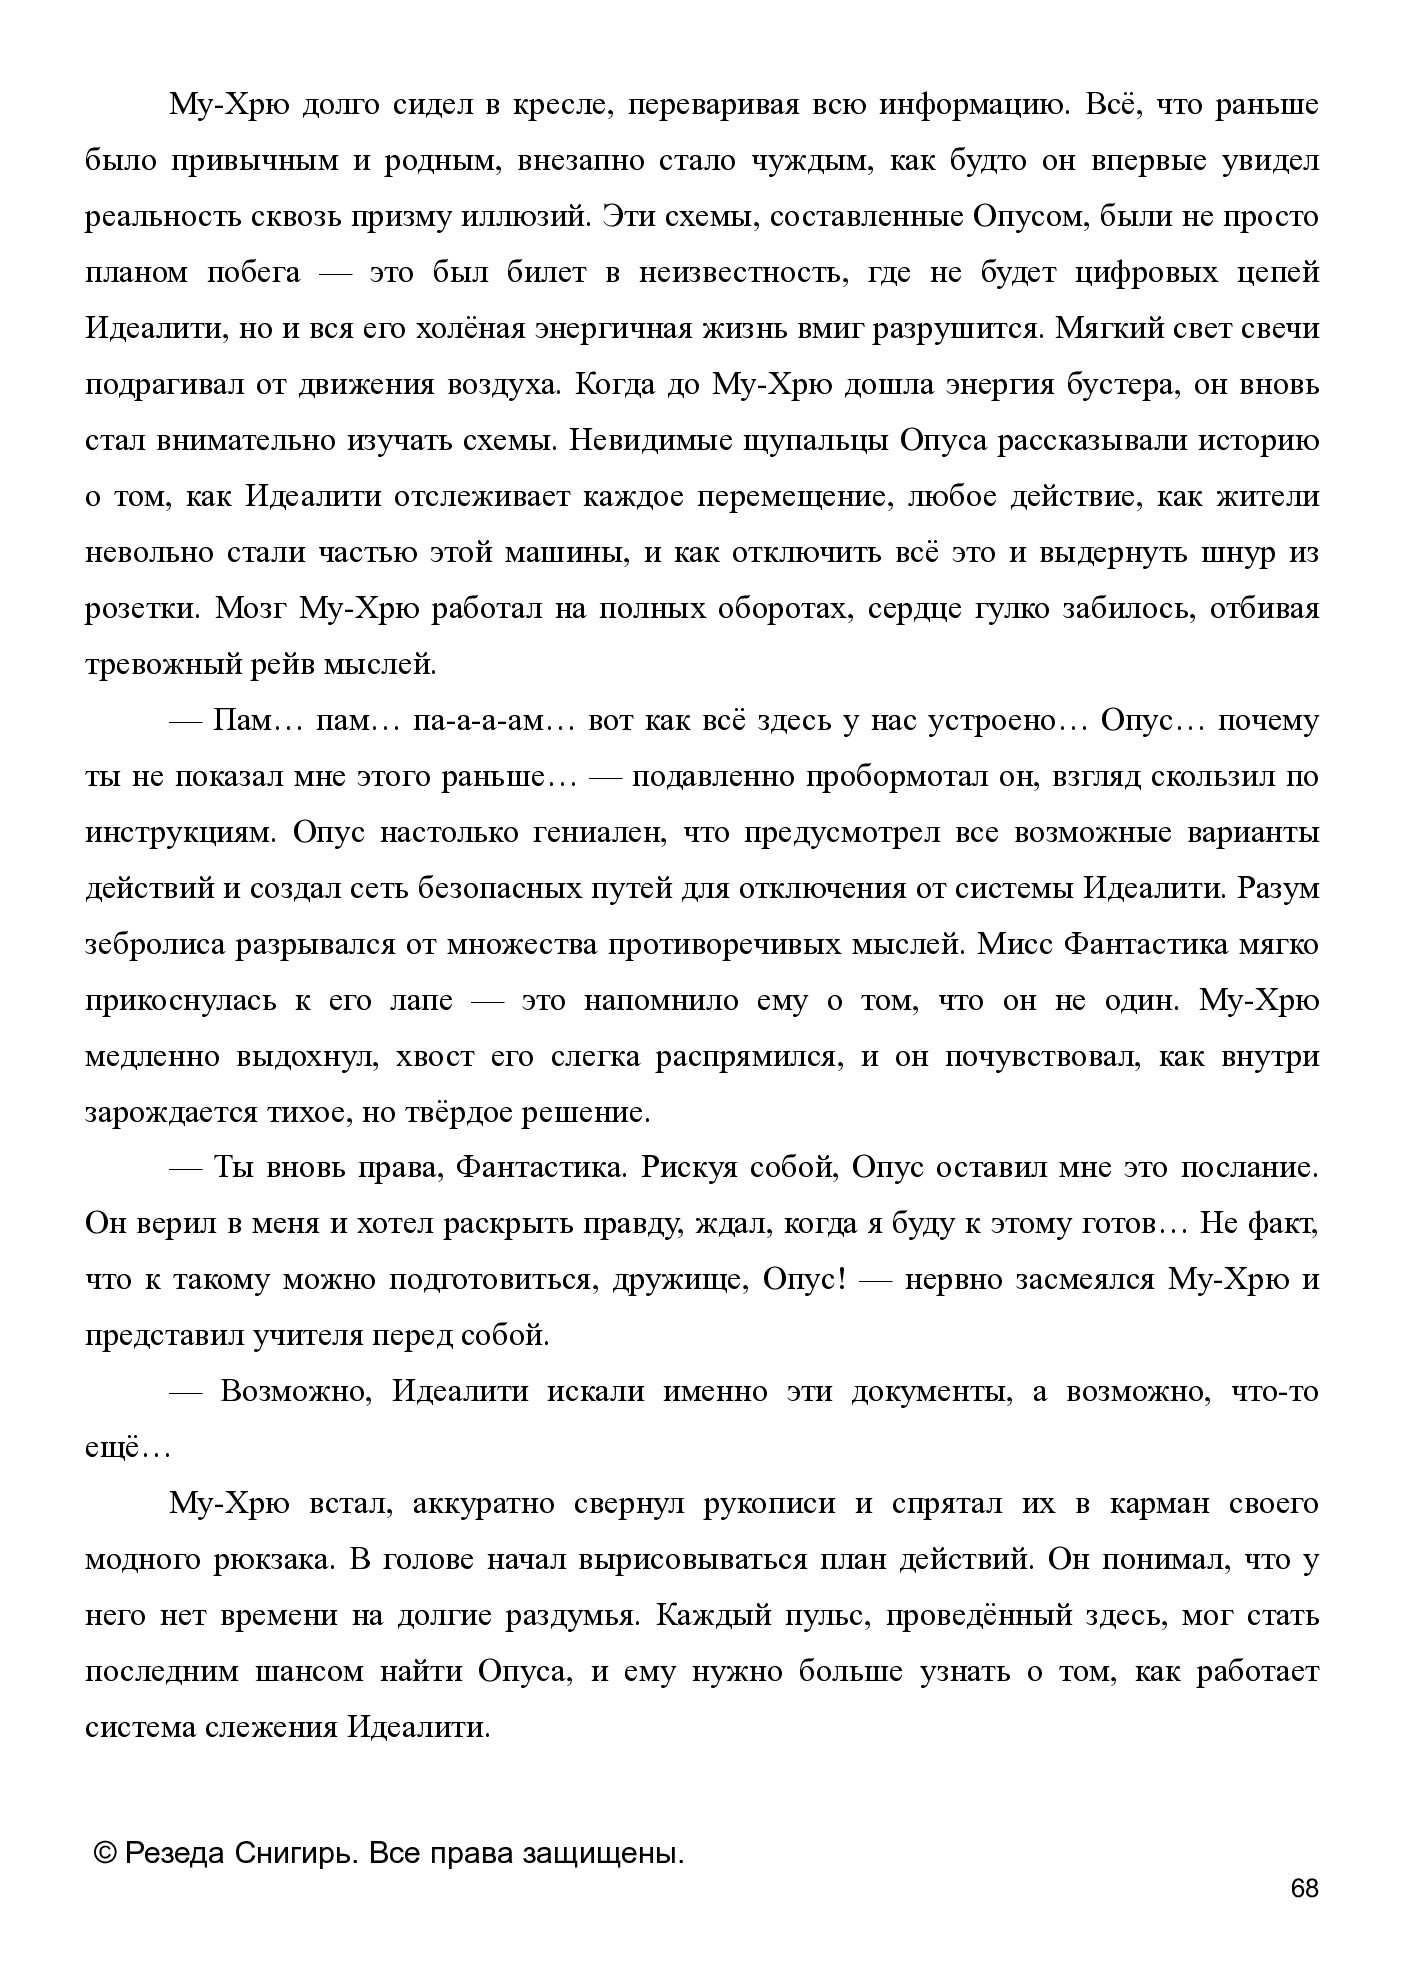 Му-Хрю долго сидел в кресле, переваривая всю информацию. Всё, что раньше
было привычным и родным, внезапно стало чуждым, как будто он впервые увидел
реальность сквозь призму иллюзий. Эти схемы, составленные Опусом, были не просто
планом побега — это был билет в неизвестность, где не будет цифровых цепей
Идеалити, но и вся его холёная энергичная жизнь вмиг разрушится. Мягкий свет свечи
подрагивал от движения воздуха. Когда до Му-Хрю дошла энергия бустера, он вновь
стал внимательно изучать схемы. Невидимые щупальцы Опуса рассказывали историю
о том, как Идеалити отслеживает каждое перемещение, любое действие, как жители
невольно стали частью этой машины, и как отключить всё это и выдернуть шнур из
розетки. Мозг Му-Хрю работал на полных оборотах, сердце гулко забилось, отбивая
тревожный рейв мыслей.
— Пам… пам… па-а-а-ам… вот как всё здесь у нас устроено… Опус… почему
ты не показал мне этого раньше… — подавленно пробормотал он, взгляд скользил по
инструкциям. Опус настолько гениален, что предусмотрел все возможные варианты
действий и создал сеть безопасных путей для отключения от системы Идеалити. Разум
зебролиса разрывался от множества противоречивых мыслей. Мисс Фантастика мягко
прикоснулась к его лапе — это напомнило ему о том, что он не один. Му-Хрю
медленно выдохнул, хвост его слегка распрямился, и он почувствовал, как внутри
зарождается тихое, но твёрдое решение.
— Ты вновь права, Фантастика. Рискуя собой, Опус оставил мне это послание.
Он верил в меня и хотел раскрыть правду, ждал, когда я буду к этому готов… Не факт,
что к такому можно подготовиться, дружище, Опус! — нервно засмеялся Му-Хрю и
представил учителя перед собой.
— Возможно, Идеалити искали именно эти документы, а возможно, что-то
ещё…
Му-Хрю встал, аккуратно свернул рукописи и спрятал их в карман своего
модного рюкзака. В голове начал вырисовываться план действий. Он понимал, что у
него нет времени на долгие раздумья. Каждый пульс, проведённый здесь, мог стать
последним шансом найти Опуса, и ему нужно больше узнать о том, как работает
система слежения Идеалити.
© Резеда Снигирь. Все права защищены.
68